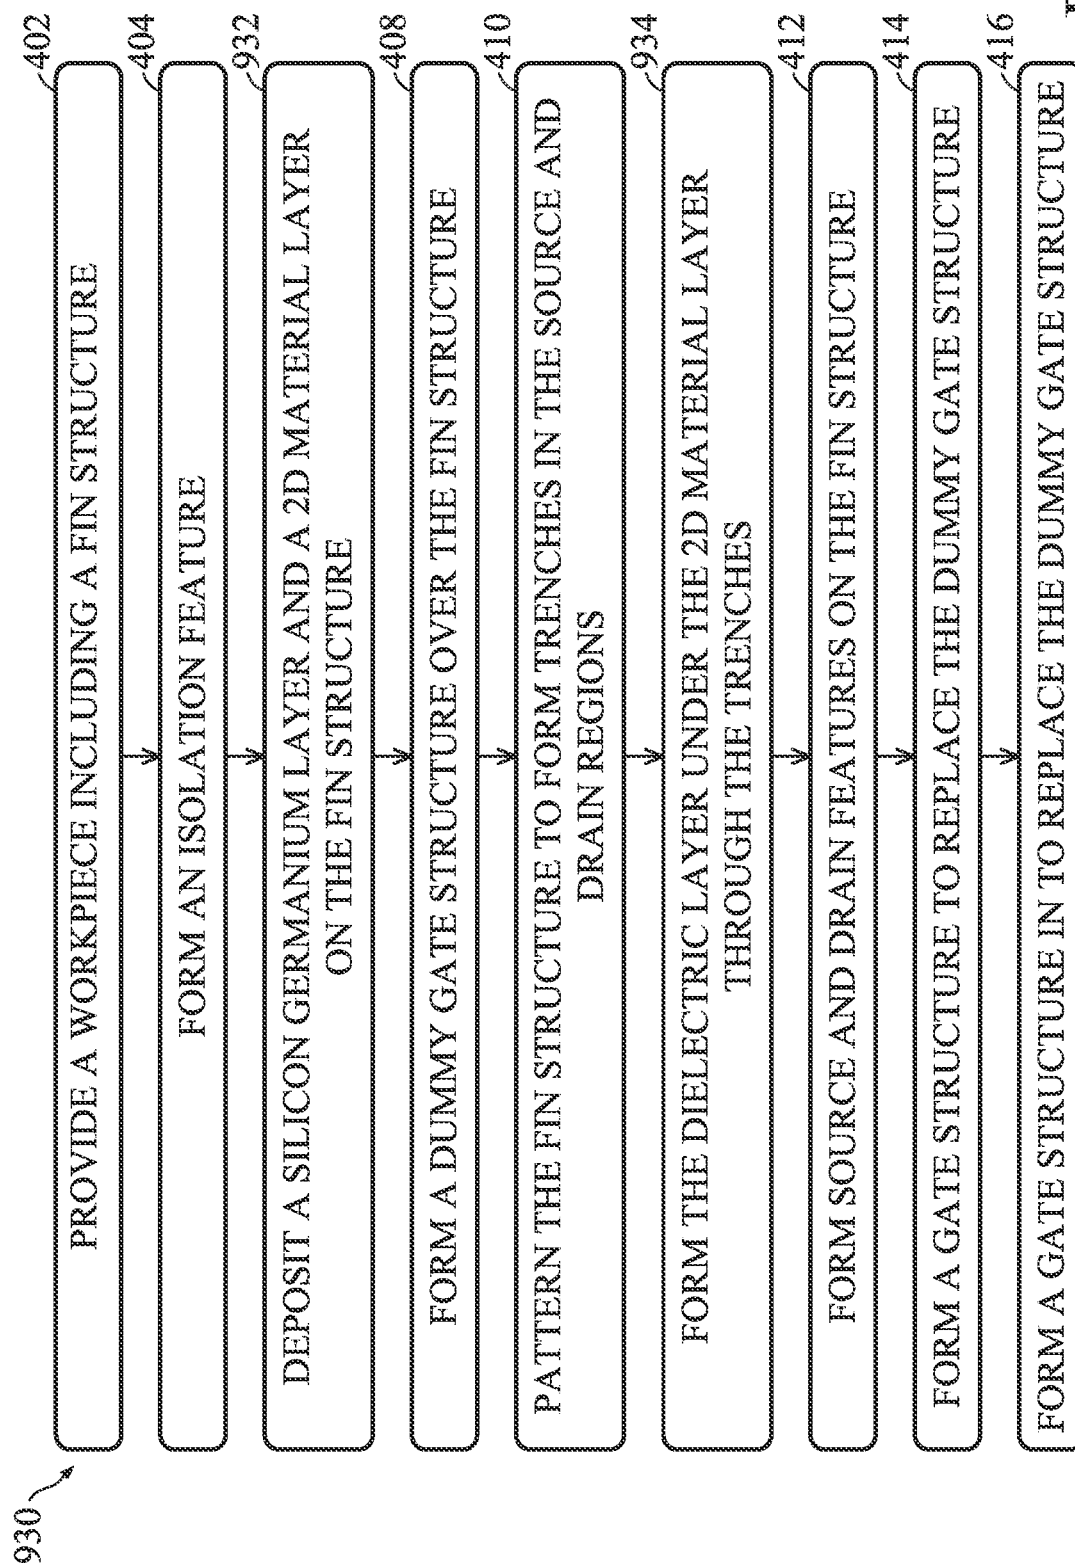 930
402
PROVIDE A WORKPIECE INCLUDING A FIN STRUCTURE
404
FORM AN ISOLATION FEATURE
932
DEPOSIT A SILICON GERMANIUM LAYER AND A 2D MATERIAL LAYER
ON THE FIN STRUCTURE
408
FORM A DUMMY GATE STRUCTURE OVER THE FIN STRUCTURE
410
PATTERN THE FIN STRUCTURE TO FORM TRENCHES IN THE SOURCE AND
DRAIN REGIONS
934
FORM THE DIELECTRIC LAYER UNDER THE 2D MATERIAL LAYER
THROUGH THE TRENCHES
412
FORM SOURCE AND DRAIN FEATURES ON THE FIN STRUCTURE
414
FORM A GATE STRUCTURE TO REPLACE THE DUMMY GATE STRUCTURE
416
FORM A GATE STRUCTURE IN TO REPLACE THE DUMMY GATE STRUCTURE